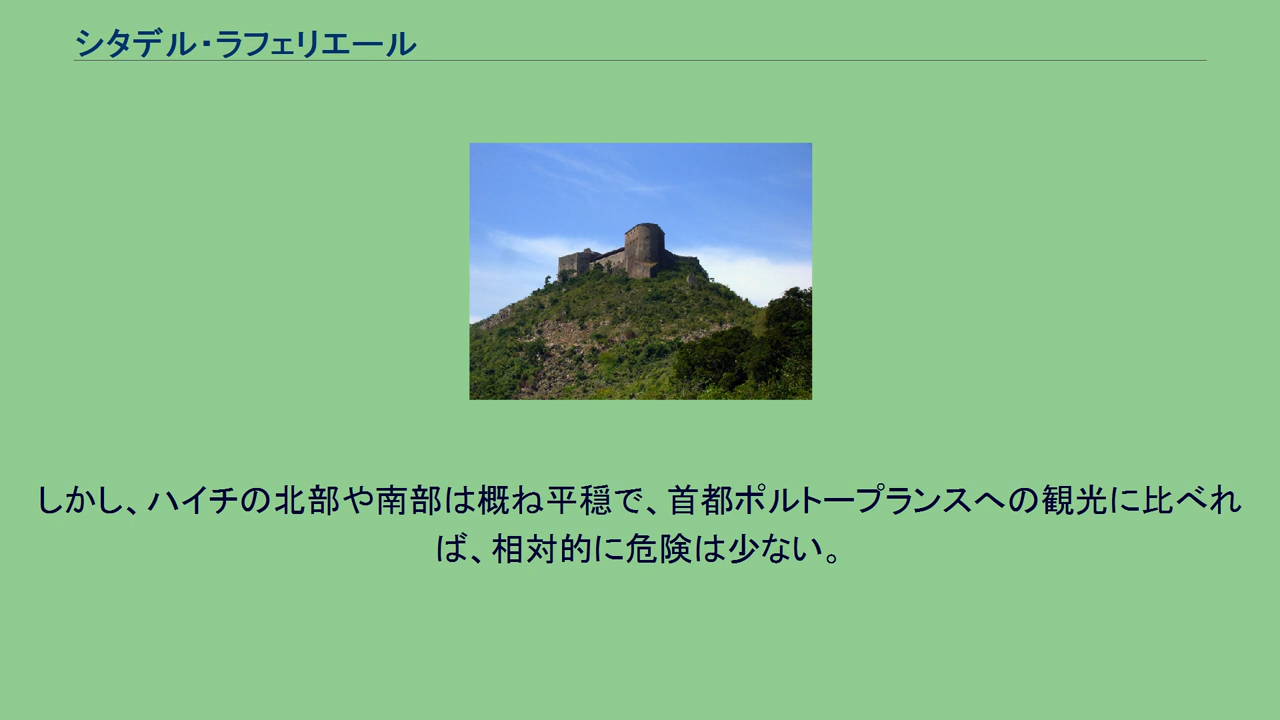 シタデル・ラフェリエール
しかし、ハイチの北部や南部は概ね平穏で、首都ポルトープランスへの観光に比べれ
ば、相対的に危険は少ない。